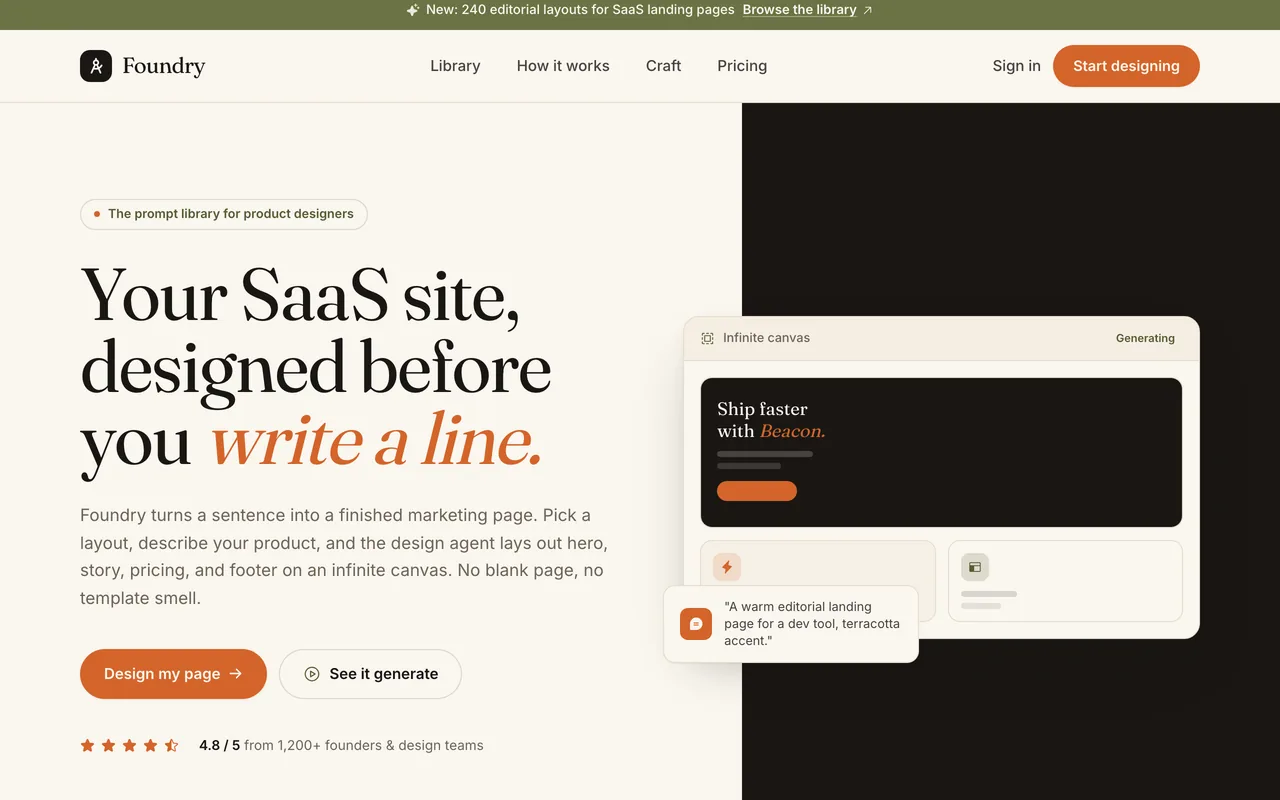 New: 240 editorial layouts for SaaS landing pages Browse the library ↗
Foundry
Library
How it works
Craft
Pricing
Sign in
Start designing
The prompt library for product designers
Your SaaS site,
designed before
you write a line.
Foundry turns a sentence into a finished marketing page. Pick a
layout, describe your product, and the design agent lays out hero,
story, pricing, and footer on an infinite canvas. No blank page, no
template smell.
Design my page →
See it generate
4.8 / 5 from 1,200+ founders & design teams
Infinite canvas
Generating
Ship faster
with Beacon.
"A warm editorial landing
page for a dev tool, terracotta
accent."